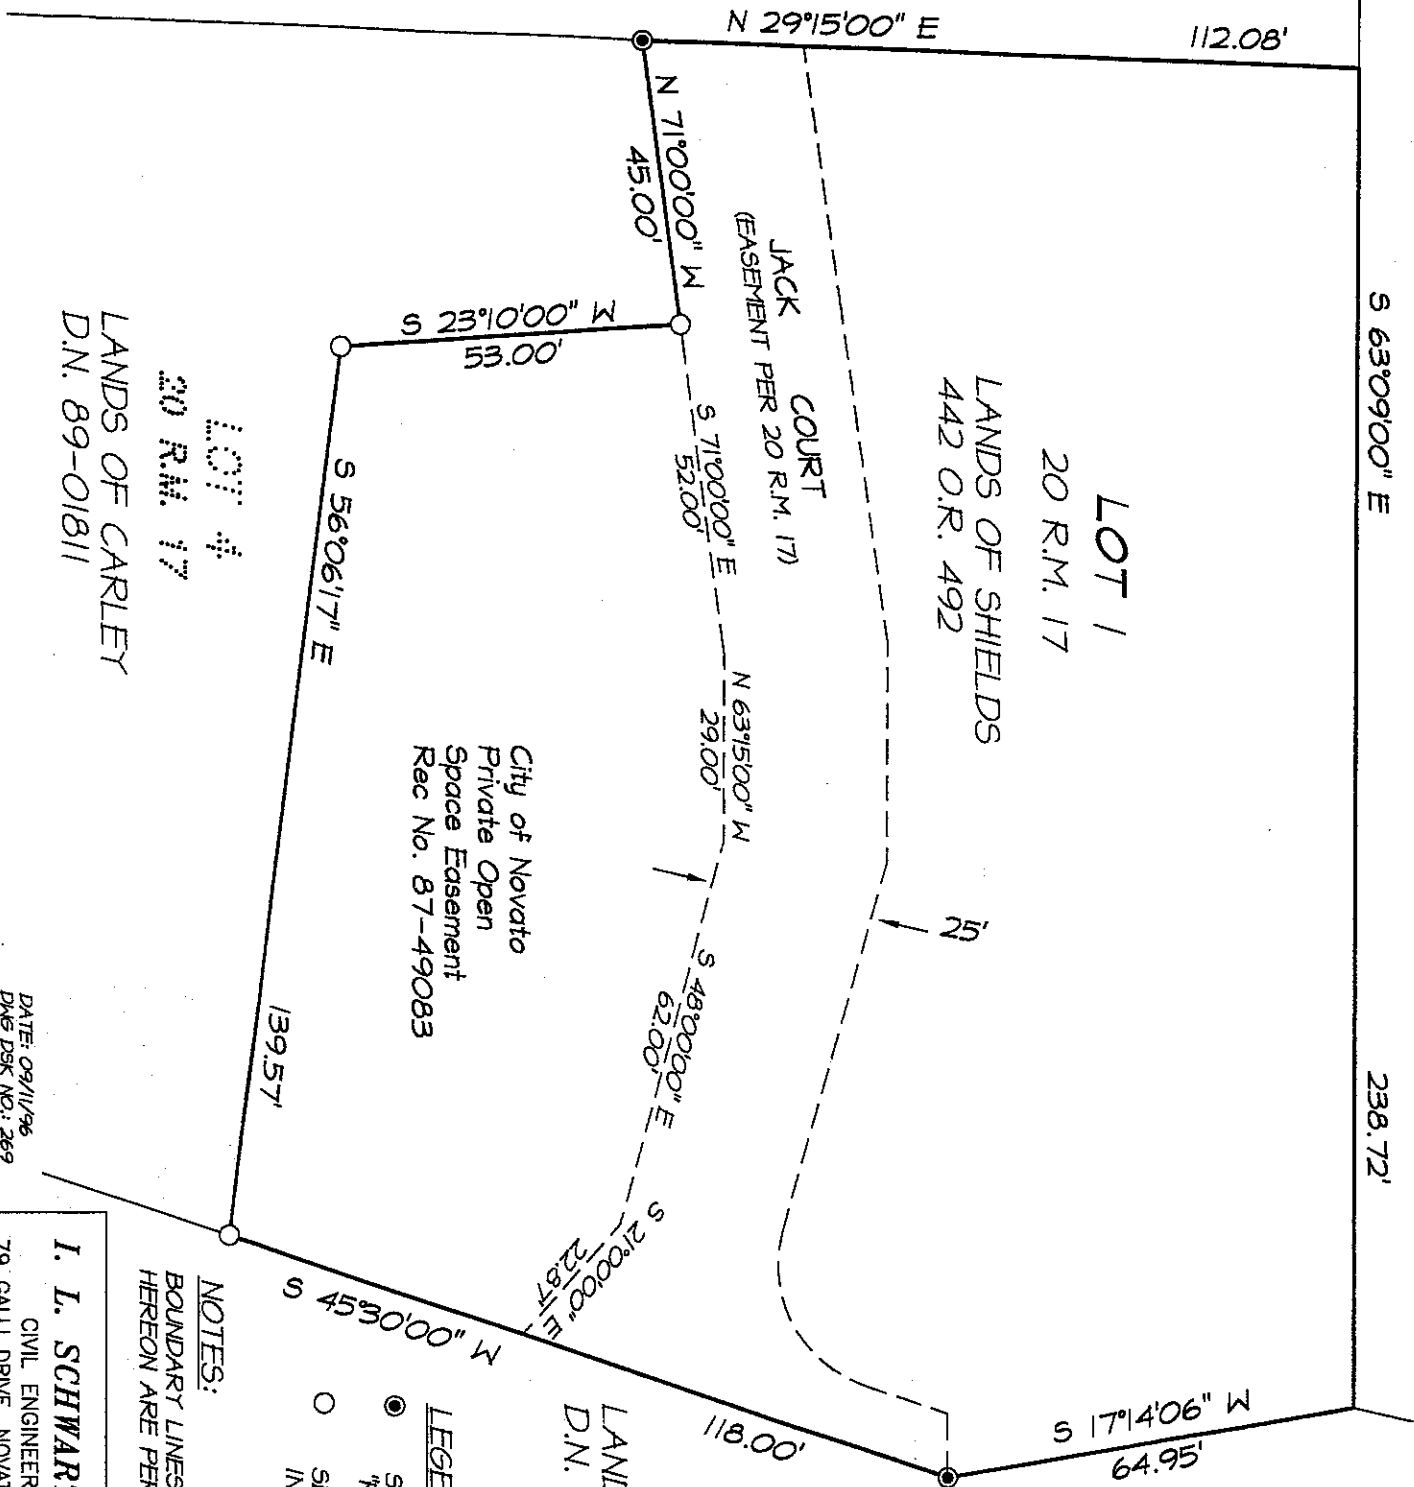 N 29°15'00" E
112.08'
S 63°09'00" E
238.72'
N 71°00'00" W
45.00'
JACK COURT
(EASEMENT PER 20 R.M. 17)
LOT 1
20 R.M. 17
LANDS OF SHIELDS
442 O.R. 492
S 23°10'00" W
53.00'
S 71°00'00" E
52.00'
N 63°15'00" W
29.00'
25'
S 48°00'00" E
62.00'
S 21°00'00" E
22.87'
City of Novato
Private Open
Space Easement
Rec No. 87-49083
S 56°06'17" E
139.57'
LOT 4
20 R.M. 17
LANDS OF CARLEY
D.N. 89-01811
S 45°30'00" W
118.00'
S 17°14'06" W
64.95'
D.N.
NOTES:
BOUNDARY LINES
HEREON ARE PER
DATE: 09/11/96
DWG DSK NO.: 269
I. L. SCHWAR
CIVIL ENGINEER
79 GALLI DRIVE NOVAT